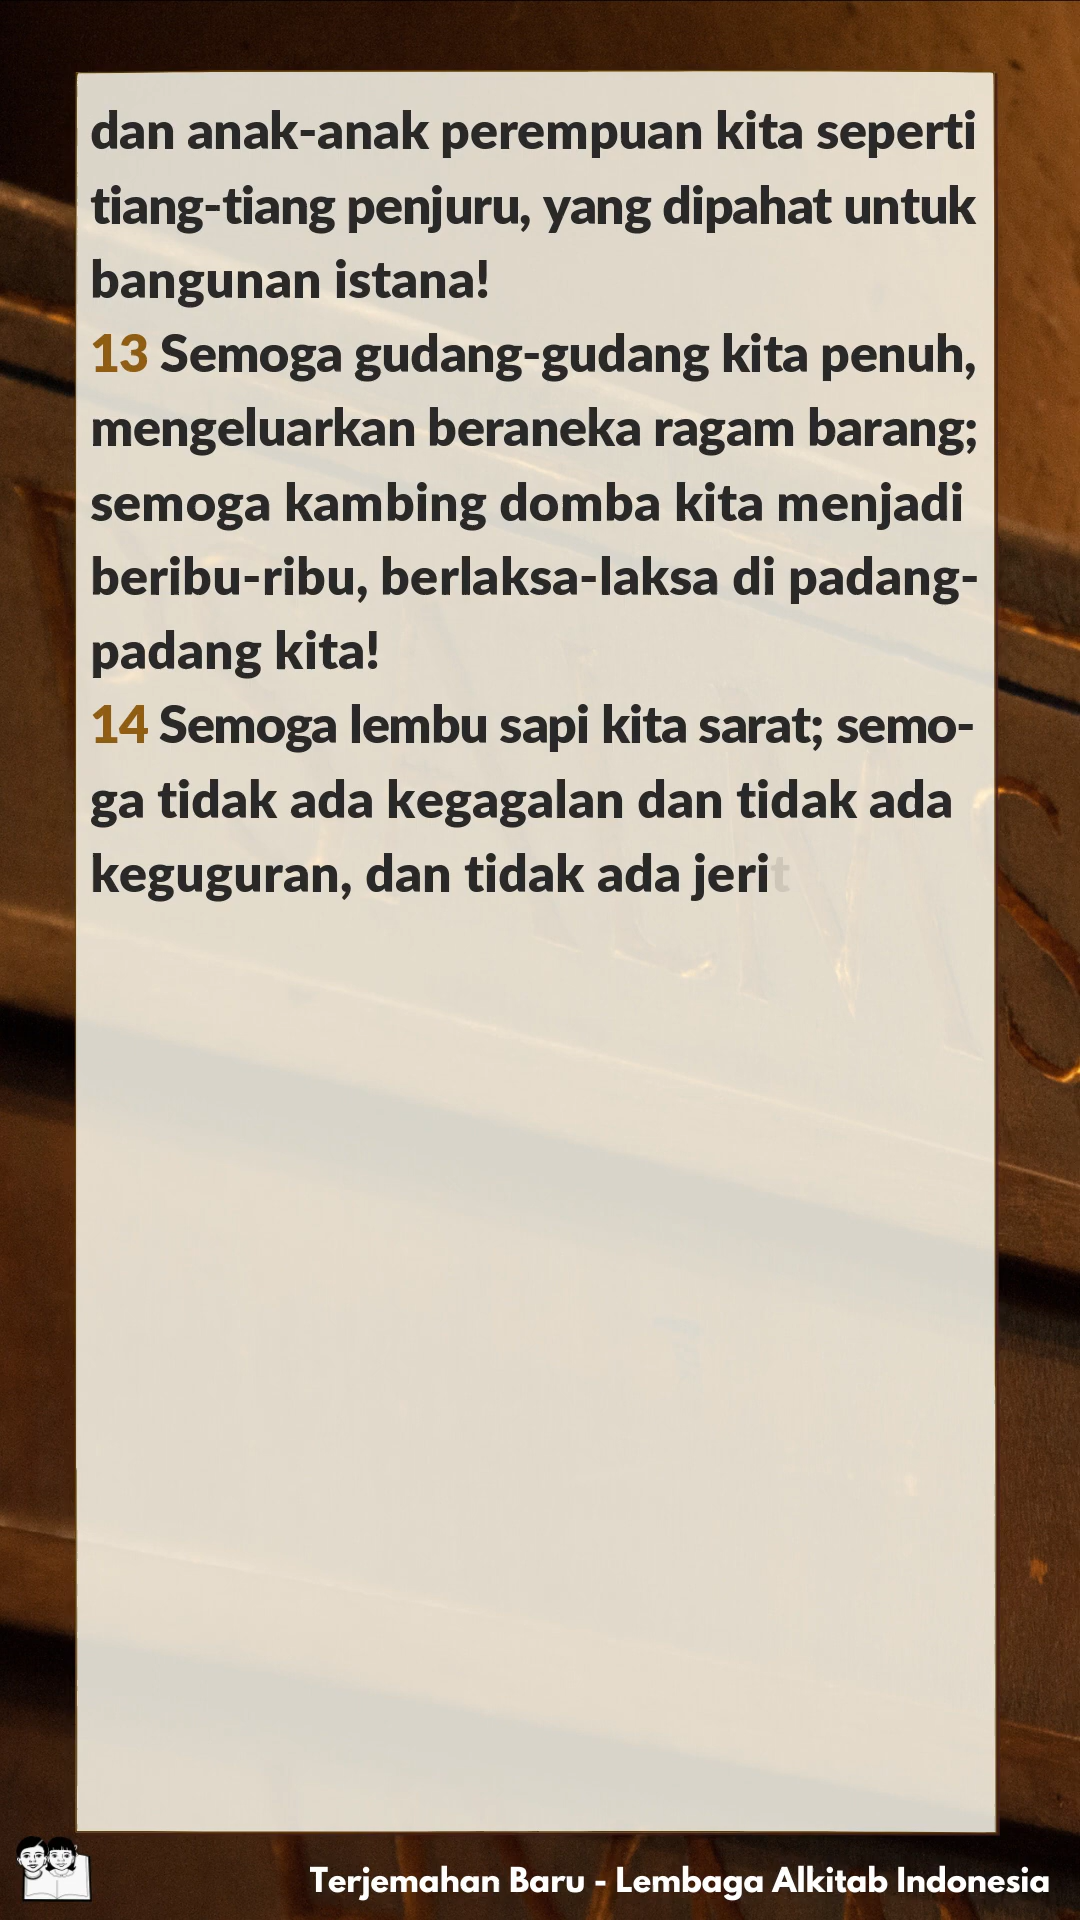 dan anak-anak perempuan kita seperti
tiang-tiang penjuru, yang dipahat untuk
bangunan istana!
13 Semoga gudang-gudang kita penuh,
mengeluarkan beraneka ragam barang;
semoga kambing domba kita menjadi
beribu-ribu, berlaksa-laksa di padang-
padang kita!
14 Semoga lembu sapi kita sarat; semo-
ga tidak ada kegagalan dan tidak ada
keguguran, dan tidak ada jerit
Terjemahan Baru - Lembaga Alkitab Indonesia